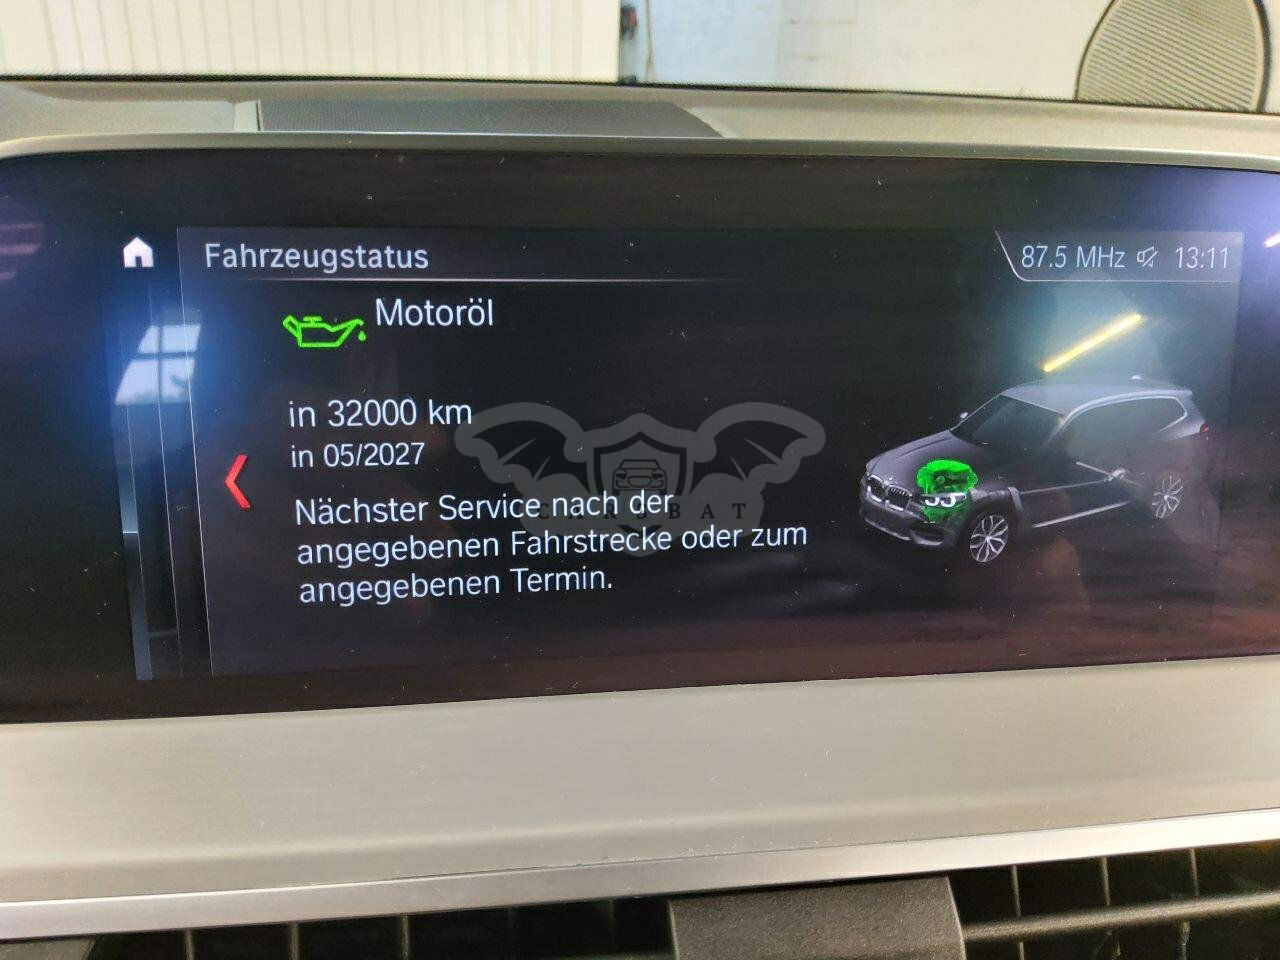 Fahrzeugstatus
87.5 MHz 13:11
Motoröl
in 32000 km
in 05/2027
Nächster Service nach der
angegebenen Fahrstrecke oder zum
angegebenen Termin.
CARSBAT